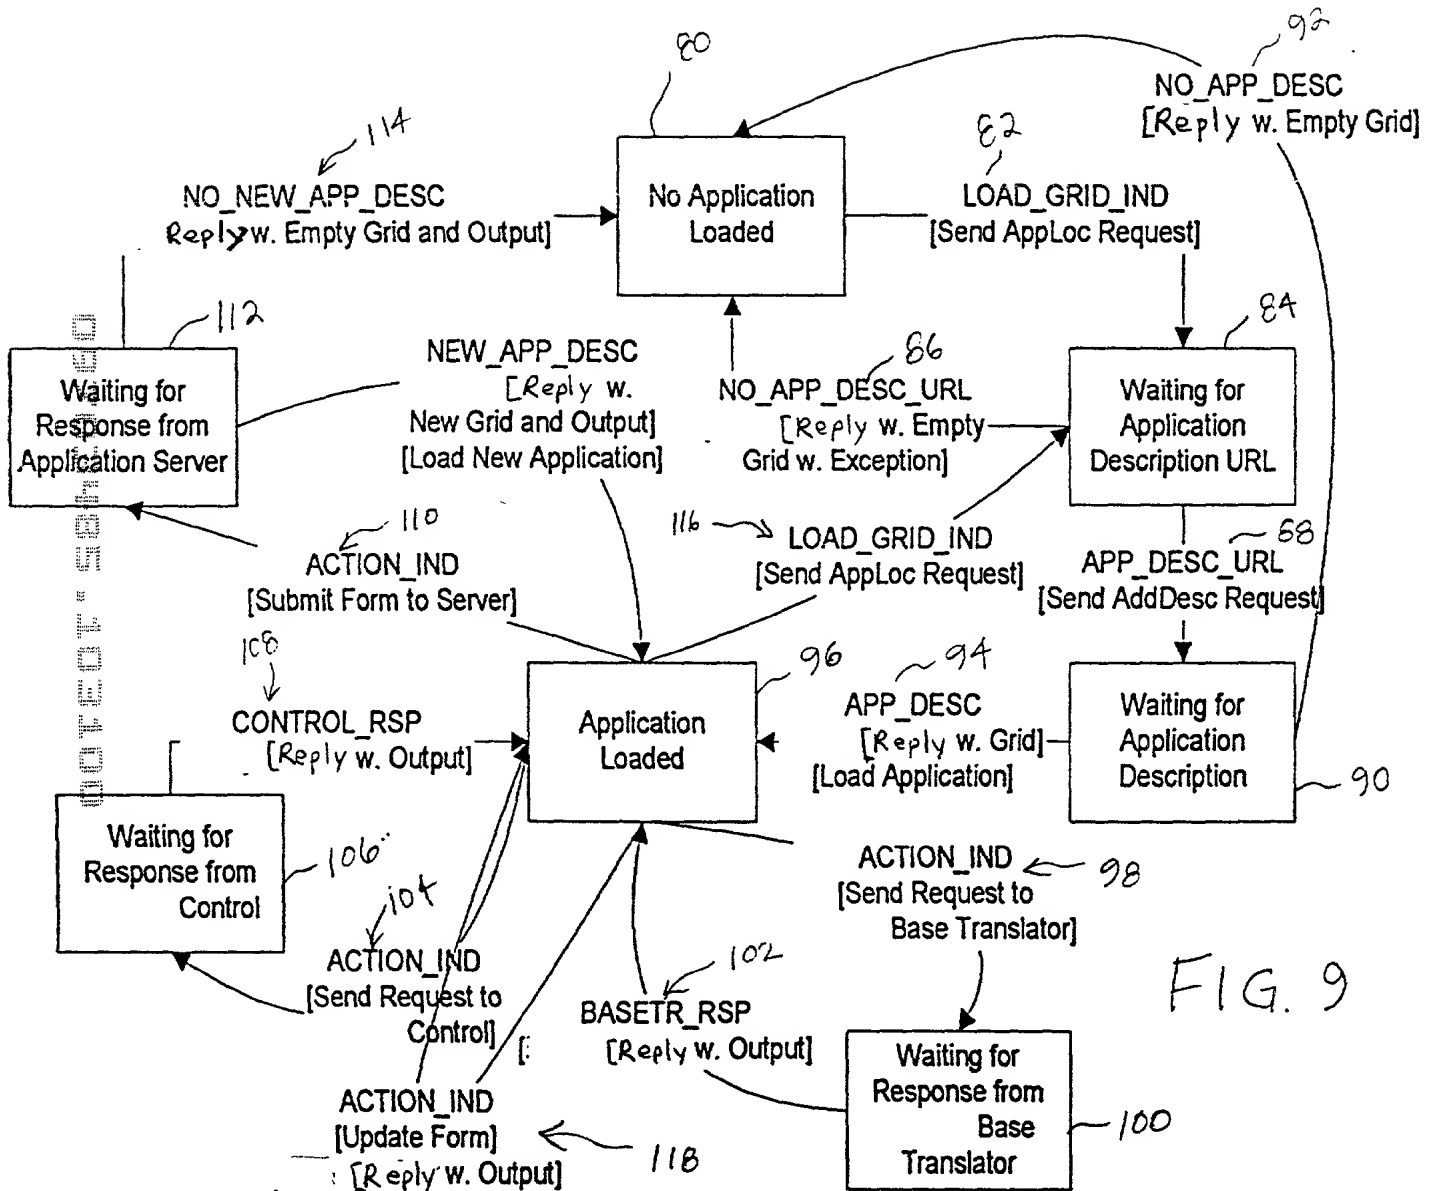 80
92
NO_APP_DESC
[Reply w. Empty Grid]
114
82
NO_NEW_APP_DESC
Reply w. Empty Grid and Output]
No Application
Loaded
LOAD_GRID_IND
[Send AppLoc Request]
112
84
Waiting for
Response from
Application Server
NEW_APP_DESC
[Reply w.
New Grid and Output]
[Load New Application]
86
NO_APP_DESC_URL
[Reply w. Empty
Grid w. Exception]
Waiting for
Application
Description URL
110
ACTION_IND
[Submit Form to Server]
116
LOAD_GRID_IND
[Send AppLoc Request]
88
APP_DESC_URL
[Send AddDesc Request]
108
CONTROL_RSP
[Reply w. Output]
96
Application
Loaded
94
APP_DESC
[Reply w. Grid]
[Load Application]
Waiting for
Application
Description
90
Waiting for
Response from
Control
106
104
ACTION_IND
[Send Request to
Control]
ACTION_IND
[Send Request to
Base Translator]
98
102
BASETR_RSP
[Reply w. Output]
FIG. 9
ACTION_IND
[Update Form]
[Reply w. Output]
118
Waiting for
Response from
Base
Translator
100